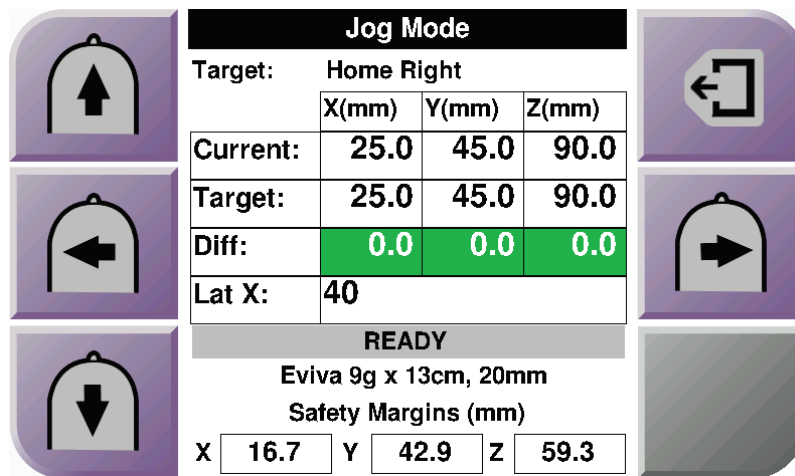 Jog Mode
Target: Home Right
X(mm) Y(mm) Z(mm)
Current: 25.0 45.0 90.0
Target: 25.0 45.0 90.0
Diff: 0.0 0.0 0.0
Lat X: 40
READY
Eviva 9g x 13cm, 20mm
Safety Margins (mm)
X 16.7 Y 42.9 Z 59.3